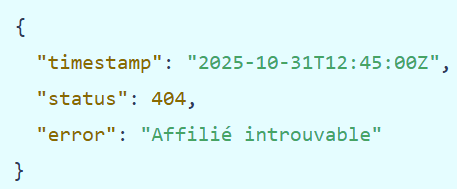 {
  "timestamp": "2025-10-31T12:45:00Z",
  "status": 404,
  "error": "Affilié introuvable"
}